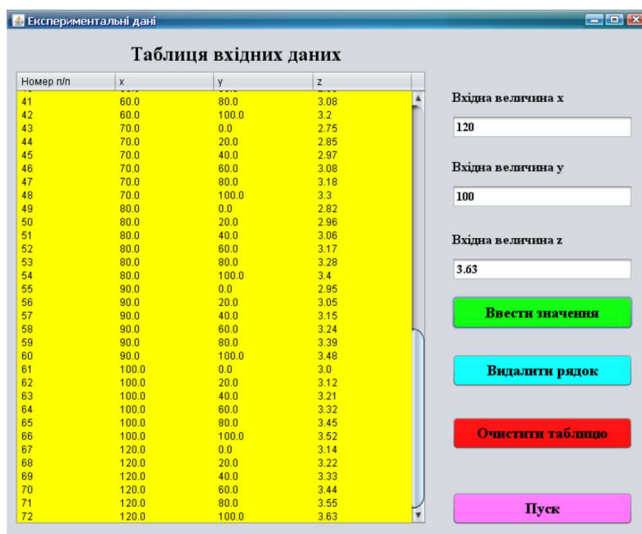 Експериментальні дані
Таблиця вхідних даних
Номер п/п x y z
41 60.0 80.0 3.08
42 60.0 100.0 3.2
43 70.0 0.0 2.75
44 70.0 20.0 2.85
45 70.0 40.0 2.97
46 70.0 60.0 3.08
47 70.0 80.0 3.18
48 70.0 100.0 3.3
49 80.0 0.0 2.82
50 80.0 20.0 2.96
51 80.0 40.0 3.06
52 80.0 60.0 3.17
53 80.0 80.0 3.28
54 80.0 100.0 3.4
55 90.0 0.0 2.95
56 90.0 20.0 3.05
57 90.0 40.0 3.15
58 90.0 60.0 3.24
59 90.0 80.0 3.39
60 90.0 100.0 3.48
61 100.0 0.0 3.0
62 100.0 20.0 3.12
63 100.0 40.0 3.21
64 100.0 60.0 3.32
65 100.0 80.0 3.45
66 100.0 100.0 3.52
67 120.0 0.0 3.14
68 120.0 20.0 3.22
69 120.0 40.0 3.33
70 120.0 60.0 3.44
71 120.0 80.0 3.55
72 120.0 100.0 3.63
Вхідна величина x
120
Вхідна величина y
100
Вхідна величина z
3.63
Ввести значення
Видалити рядок
Очистити таблицю
Пуск